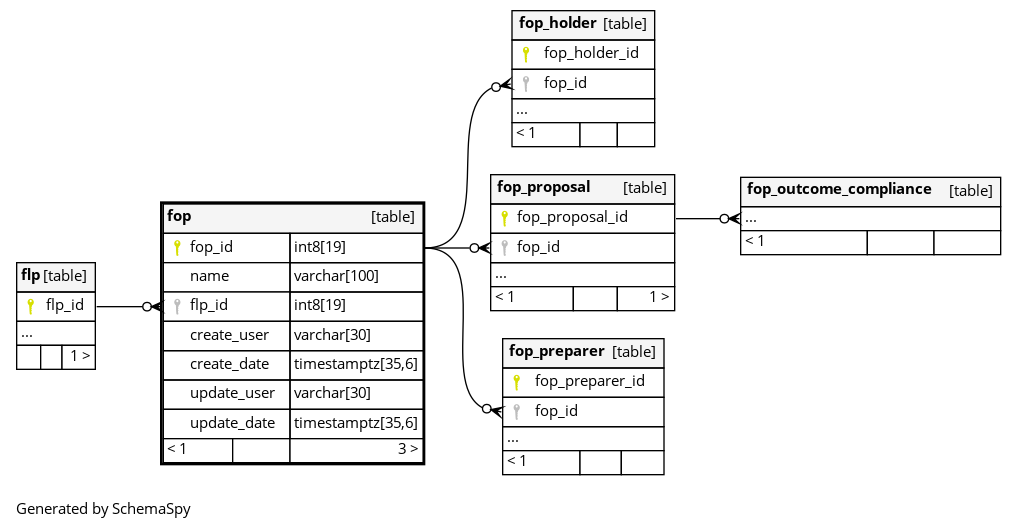 fop_holder [table]
fop_holder_id
fop_id
...
< 1
fop_proposal [table]
fop_proposal_id
fop_id
...
< 1 1 >
fop_outcome_compliance [table]
...
< 1
fop [table]
fop_id int8[19]
name varchar[100]
flp_id int8[19]
create_user varchar[30]
create_date timestamptz[35,6]
update_user varchar[30]
update_date timestamptz[35,6]
< 1 3 >
flp [table]
flp_id
...
1 >
fop_preparer [table]
fop_preparer_id
fop_id
...
< 1
Generated by SchemaSpy